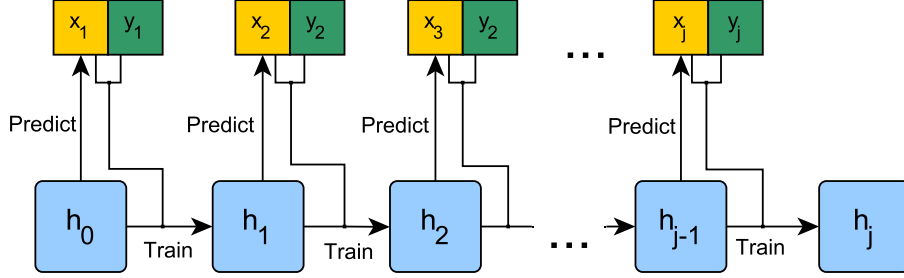 x₁ y₁ x₂ y₂ x₃ y₂ ... xⱼ yⱼ
Predict Predict Predict Predict
h₀ h₁ h₂ ... hⱼ₋₁ hⱼ
Train Train Train